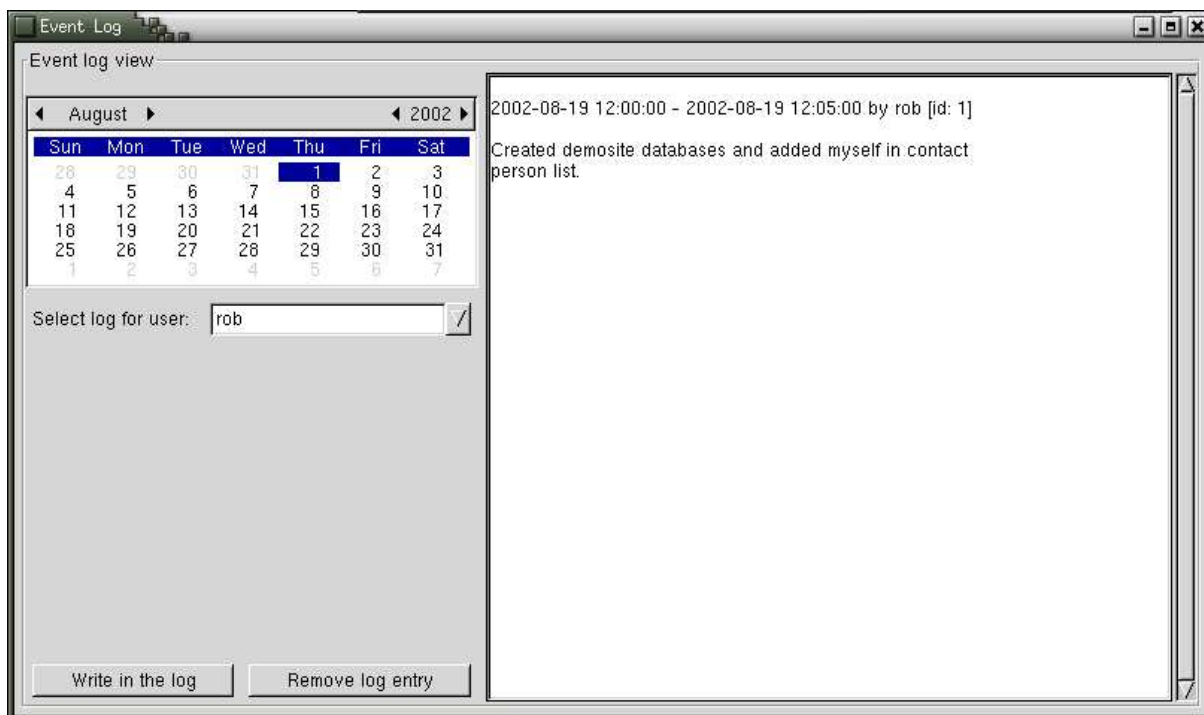 Event Log
Event log view
August 2002
Sun Mon Tue Wed Thu Fri Sat
28 29 30 31 1 2 3
4 5 6 7 8 9 10
11 12 13 14 15 16 17
18 19 20 21 22 23 24
25 26 27 28 29 30 31
1 2 3 4 5 6 7
Select log for user: rob
Write in the log Remove log entry
2002-08-19 12:00:00 - 2002-08-19 12:05:00 by rob [id: 1]
Created demosite databases and added myself in contact
person list.